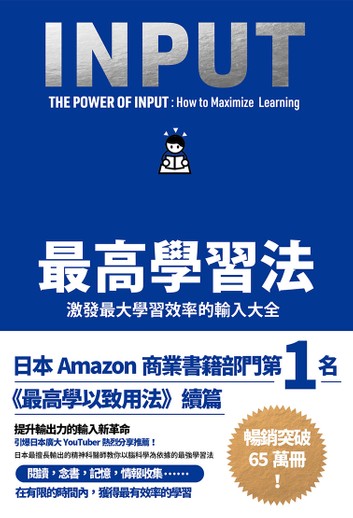 INPUT
THE POWER OF INPUT : How to Maximize Learning
最高學習法
激發最大學習效率的輸入大全
日本 Amazon 商業書籍部門第1名
《最高學以致用法》續篇
提升輸出力的輸入新革命
引爆日本廣大 YouTuber 熱烈分享推薦！
日本最擅長輸出的精神科醫師教你以腦科學為依據的最強學習法
閱讀，念書，記憶，情報收集⋯⋯
在有限的時間內，獲得最有效率的學習
暢銷突破
65 萬冊
！